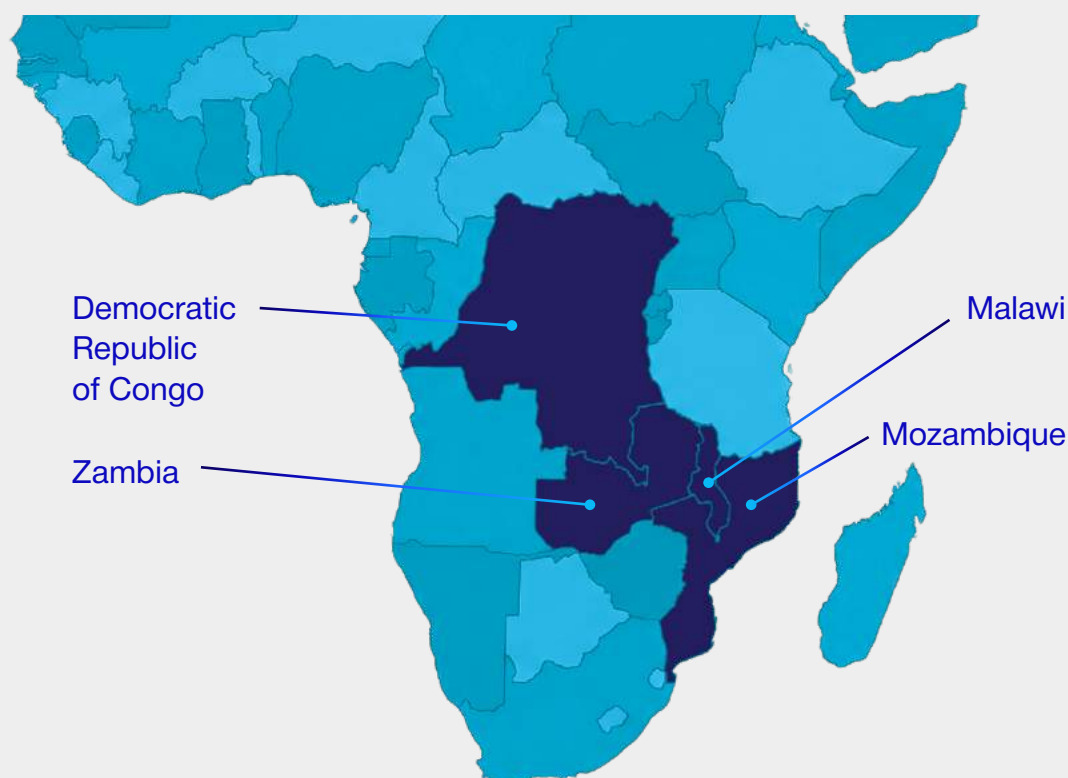 Democratic
Republic
of Congo
Zambia
Malawi
Mozambique